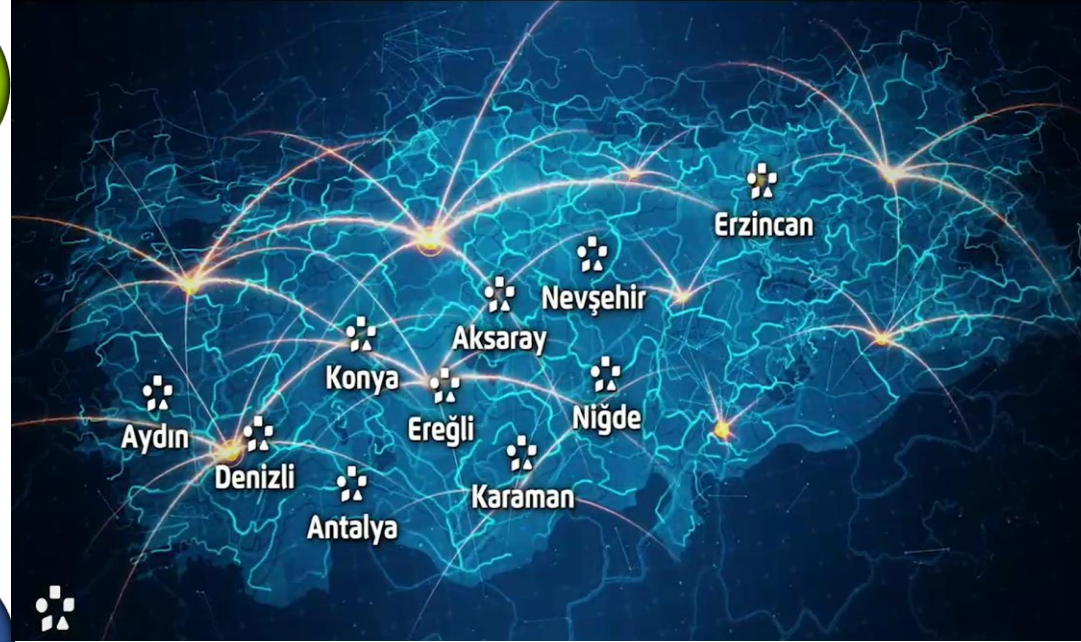 Erzincan
Nevşehir
Aksaray
Konya
Niğde
Ereğli
Aydın
Denizli
Karaman
Antalya